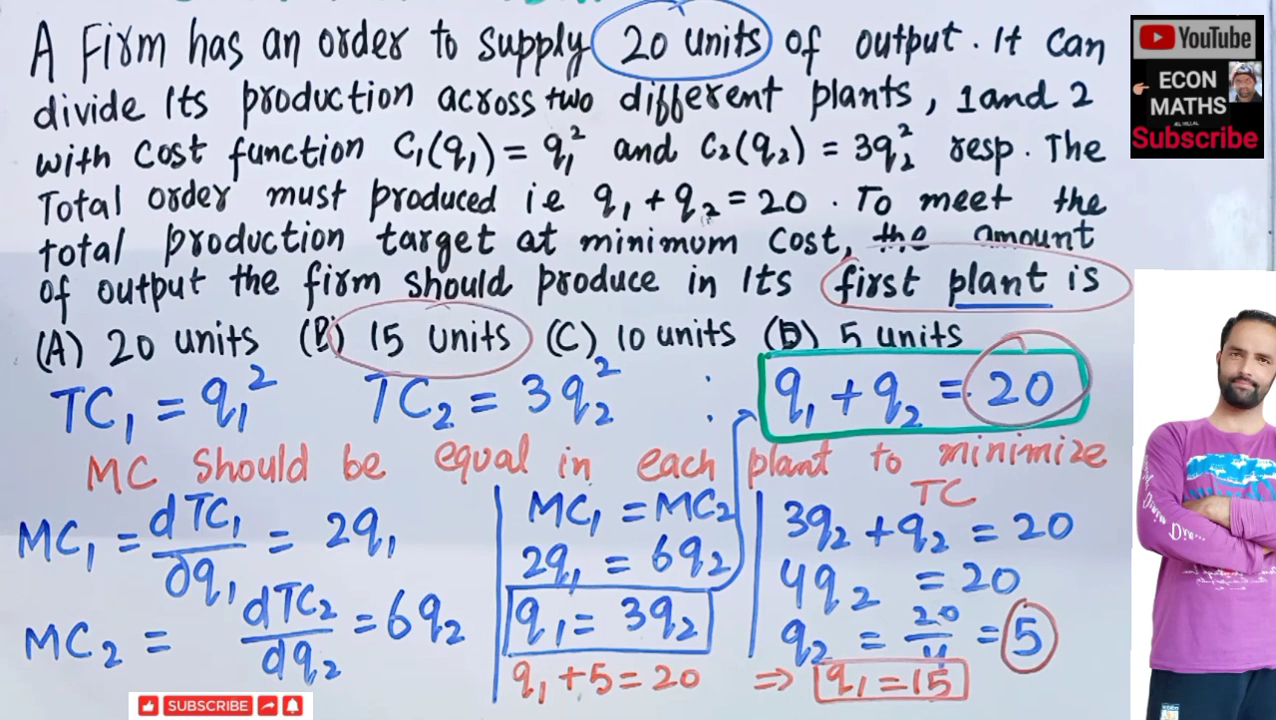 A Firm has an order to supply 20 units of output. It can
divide Its production across two different plants, 1 and 2
with Cost function C₁(q₁) = q₁² and C₂(q₂) = 3q₂² resp. The
Total order must produced i.e q₁ + q₂ = 20. To meet the
total production target at minimum Cost, the amount
of output the firm should produce in Its first plant is
(A) 20 units (B) 15 units (C) 10 units (D) 5 units
TC₁ = q₁² TC₂ = 3q₂² : q₁ + q₂ = 20
MC should be equal in each plant to minimize
TC
MC₁ = dTC₁/∂q₁ = 2q₁
MC₂ = dTC₂/dq₂ = 6q₂
MC₁ = MC₂
2q₁ = 6q₂
q₁ = 3q₂
q₁ + 5 = 20 ⇒ q₁ = 15
3q₂ + q₂ = 20
4q₂ = 20
q₂ = 20/4 = 5
YouTube
ECON
MATHS
Subscribe
SUBSCRIBE